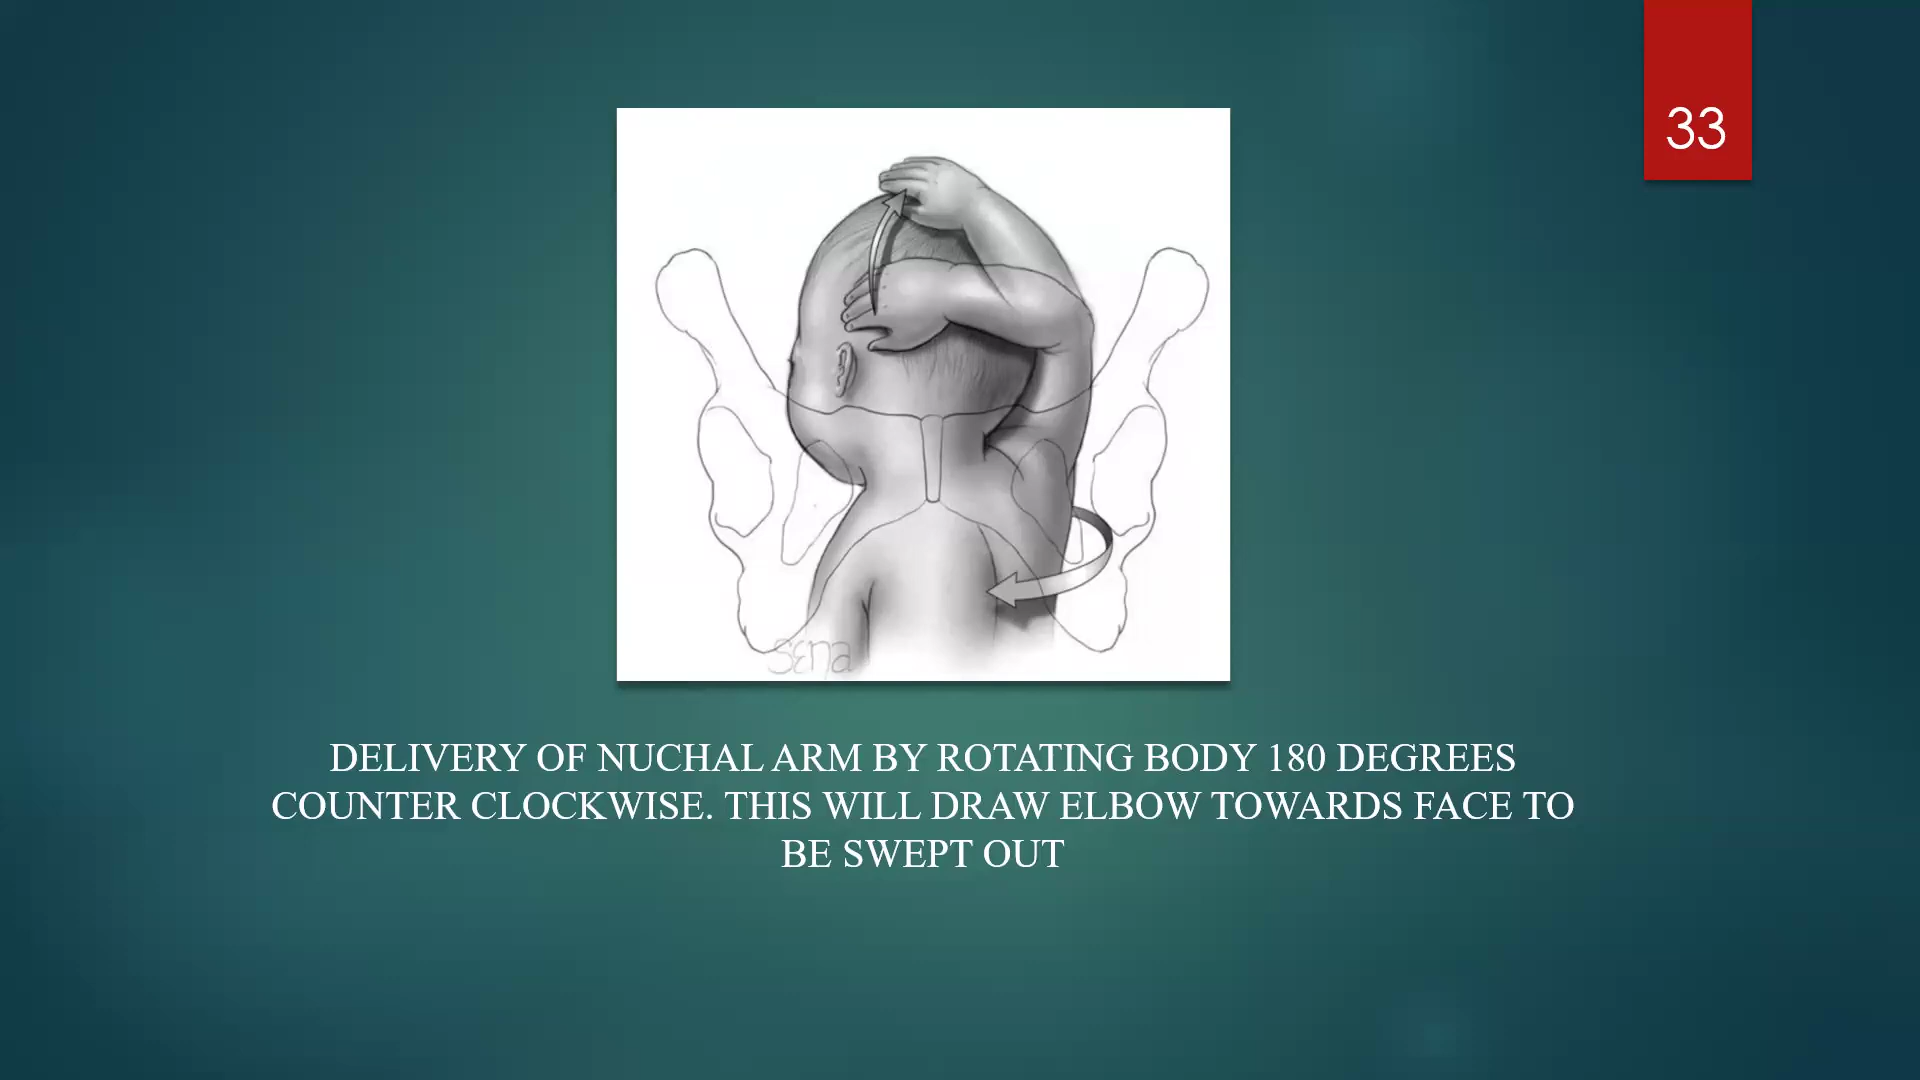 33
Sena
DELIVERY OF NUCHAL ARM BY ROTATING BODY 180 DEGREES
COUNTER CLOCKWISE. THIS WILL DRAW ELBOW TOWARDS FACE TO
BE SWEPT OUT